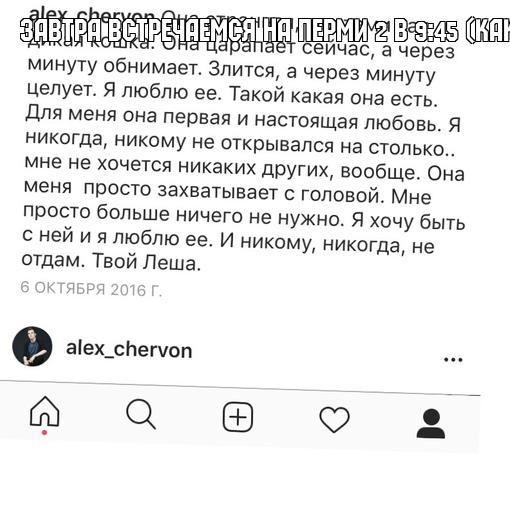 ЗАВТРА ВСТРЕЧАЕМСЯ НА ПЕРМИ 2 В 9:45 (КАК
alex_chervon Она
дикая кошка. Она царапает сейчас, а через
минуту обнимает. Злится, а через минуту
целует. Я люблю ее. Такой какая она есть.
Для меня она первая и настоящая любовь. Я
никогда, никому не открывался на столько..
мне не хочется никаких других, вообще. Она
меня просто захватывает с головой. Мне
просто больше ничего не нужно. Я хочу быть
с ней и я люблю ее. И никому, никогда, не
отдам. Твой Леша.
6 ОКТЯБРЯ 2016 Г.
alex_chervon